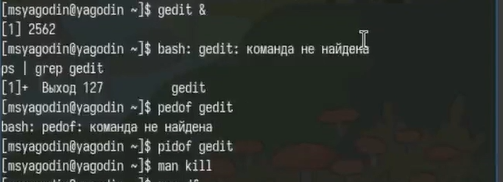 [msyagodin@yagodin ~]$ gedit &
[1] 2562
[msyagodin@yagodin ~]$ bash: gedit: команда не найдена
ps | grep gedit
[1]+  Выход 127           gedit
[msyagodin@yagodin ~]$ pedof gedit
bash: pedof: команда не найдена
[msyagodin@yagodin ~]$ pidof gedit
[msyagodin@yagodin ~]$ man kill